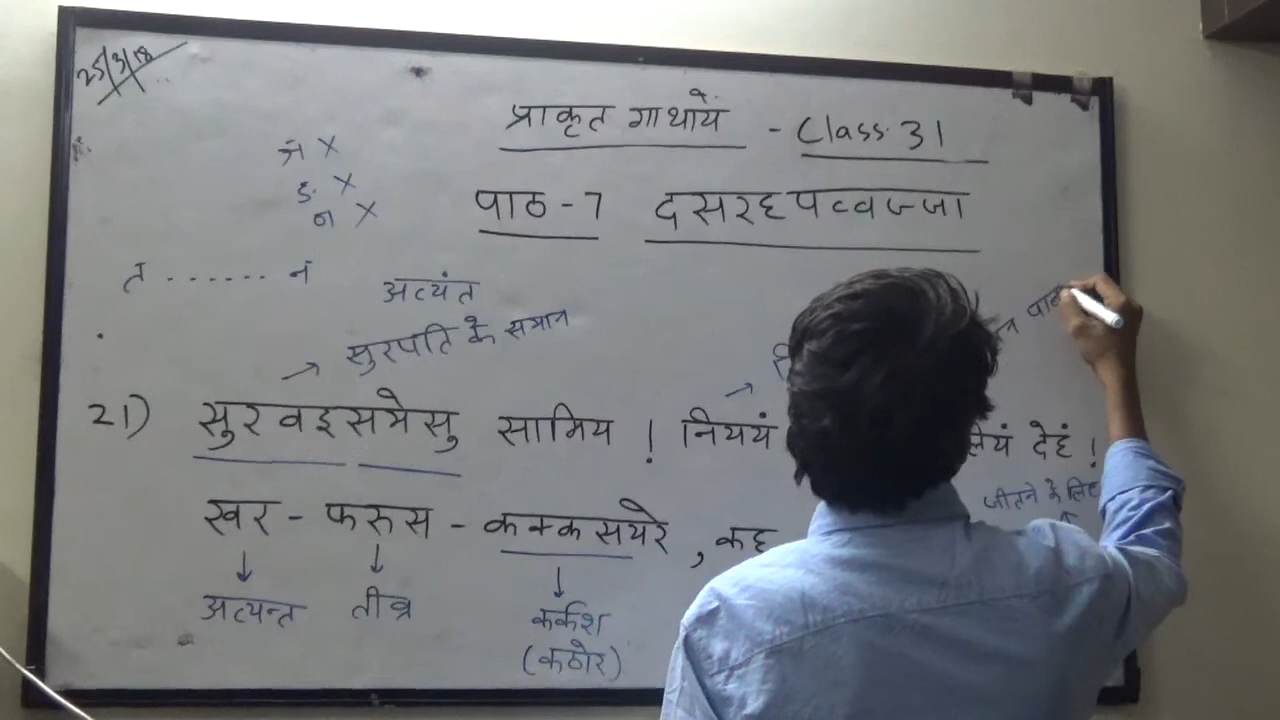 25/3/18
प्राकृत गाथायें - Class 31
पाठ - 7 दसरहपव्वज्जा
त . . . . . . . नं
अत्यंत
सुरपति के समान
21) सुरवइसमेसु सामिय ! निययं देहं !
जीतने के लिए
खर - फरुस - कक्कसयरे , कह
अत्यन्त तीव्र कर्कश
(कठोर)